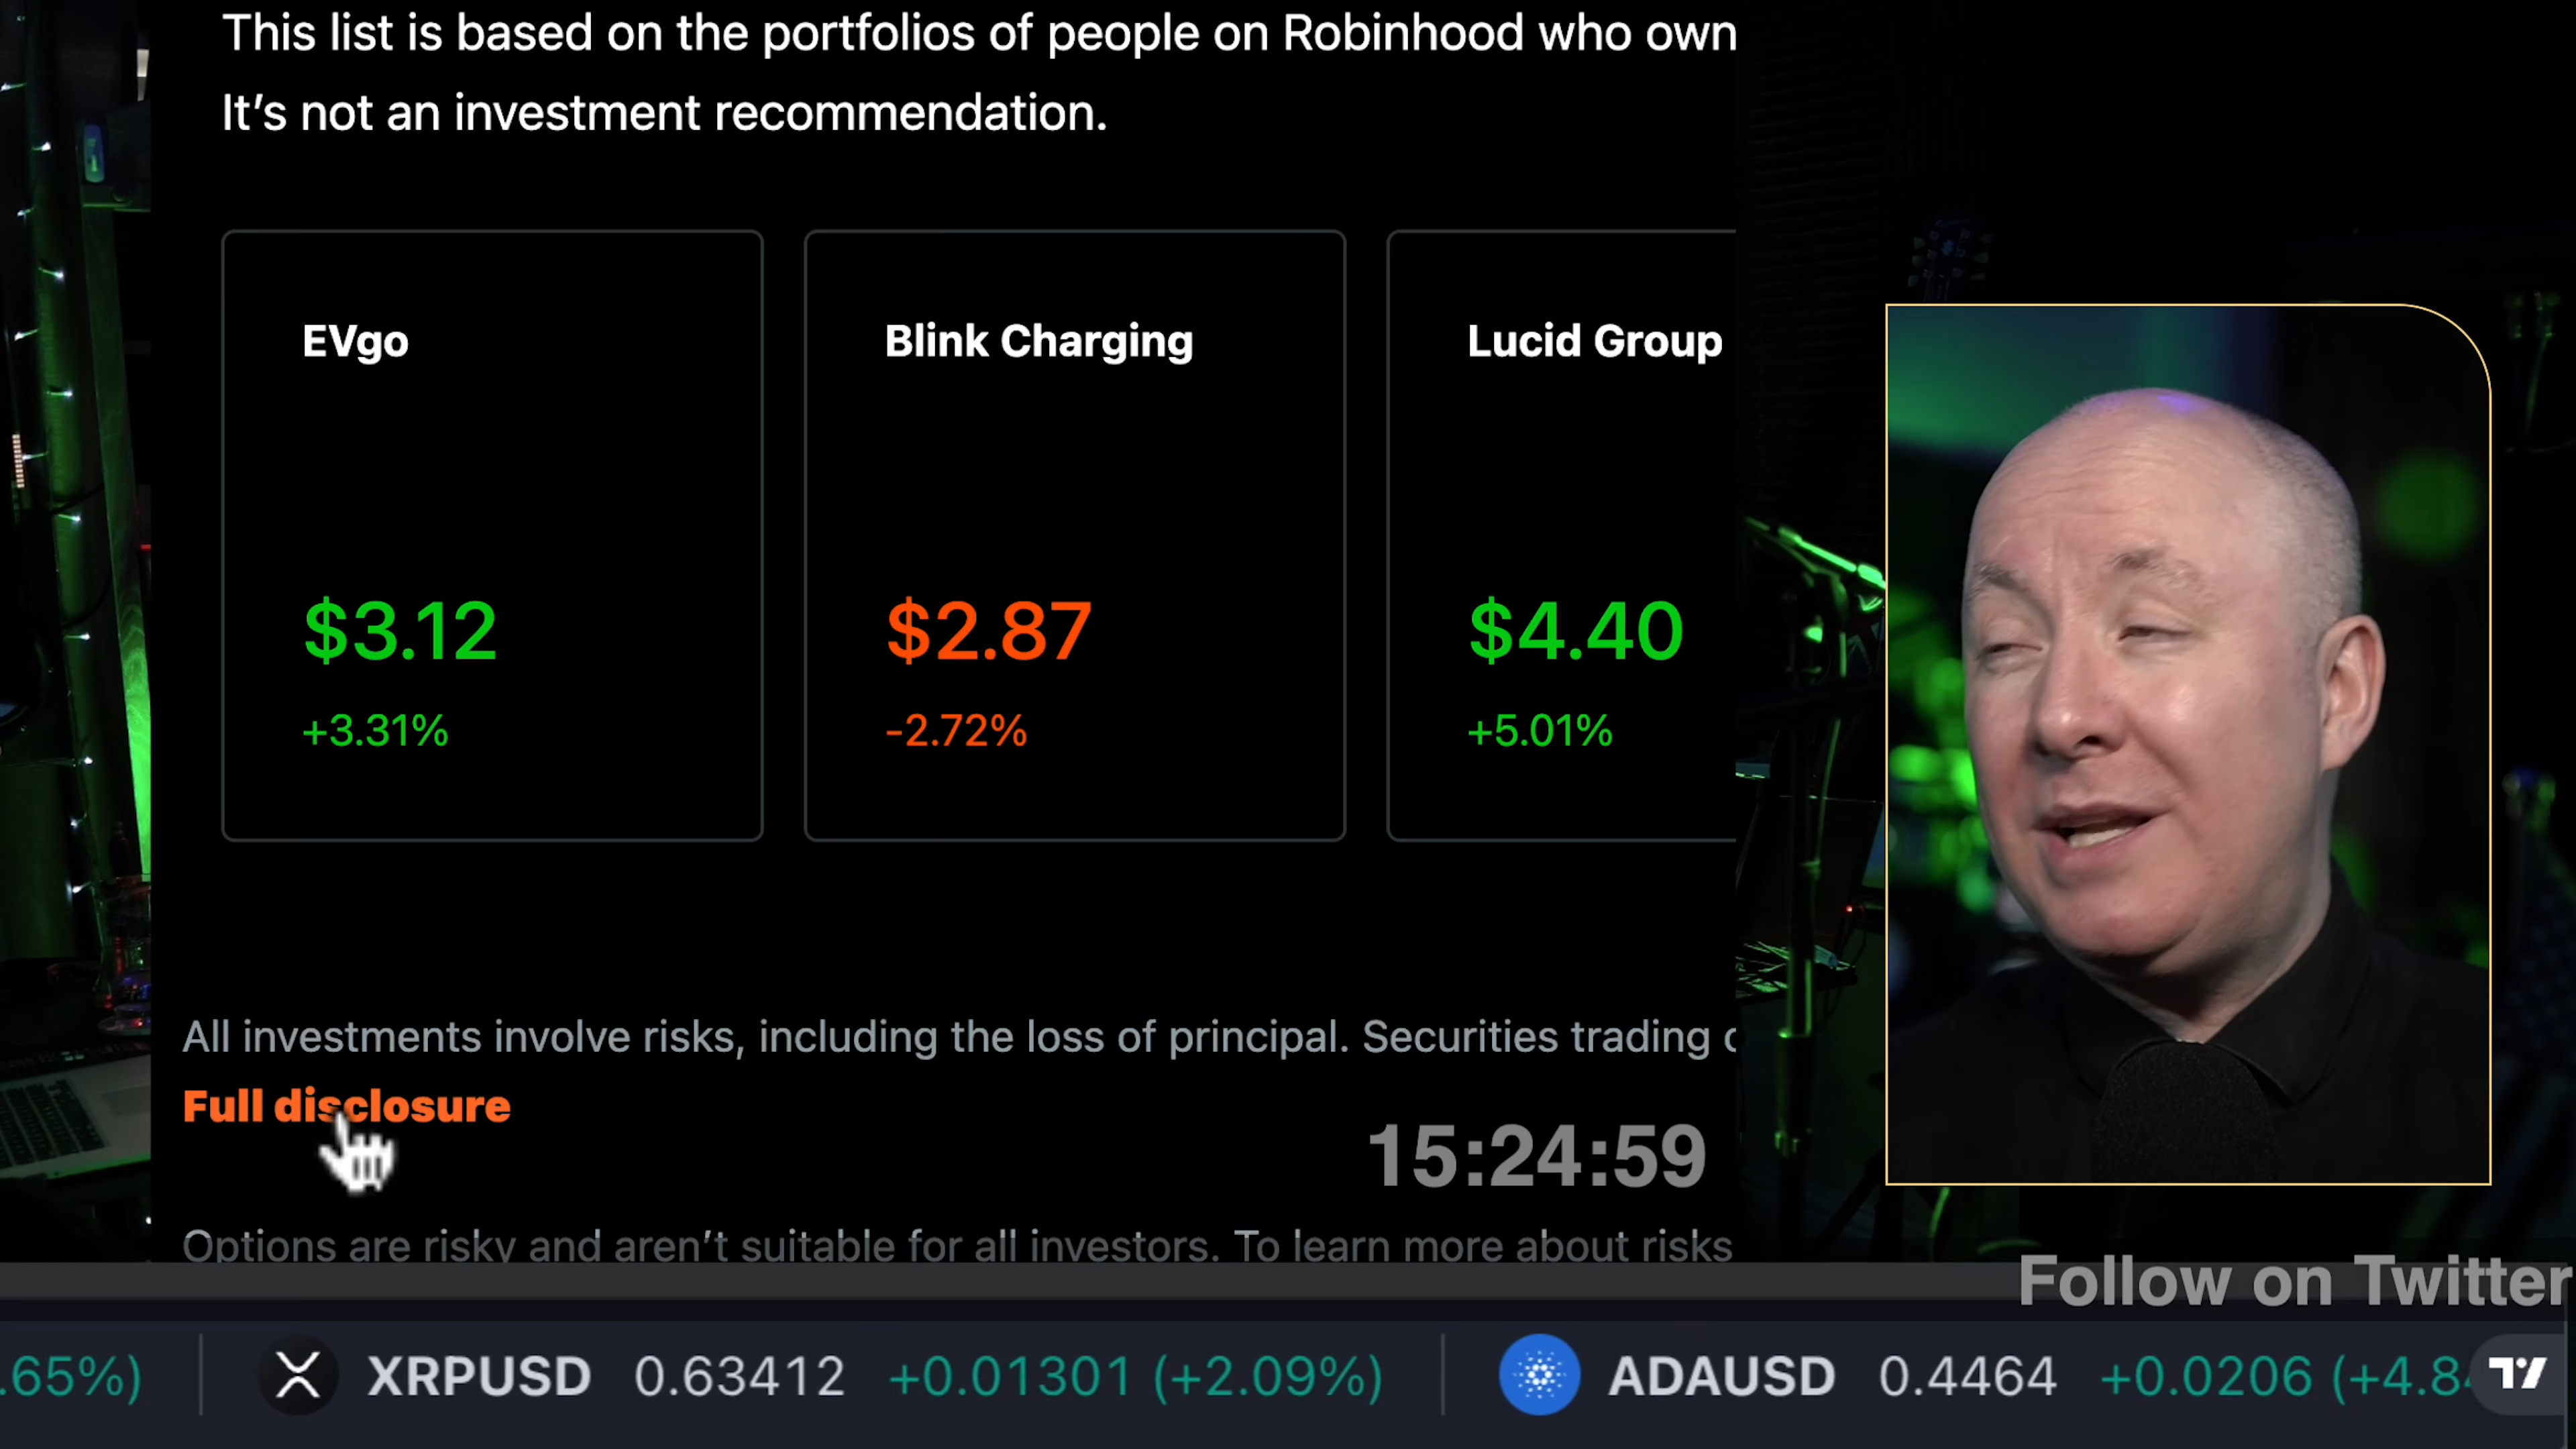 This list is based on the portfolios of people on Robinhood who own
It's not an investment recommendation.
EVgo
$3.12
+3.31%
Blink Charging
$2.87
-2.72%
Lucid Group
$4.40
+5.01%
All investments involve risks, including the loss of principal. Securities trading
Full disclosure
15:24:59
Options are risky and aren't suitable for all investors. To learn more about risks
Follow on Twitter
.65%) XRPUSD 0.63412 +0.01301 (+2.09%) ADAUSD 0.4464 +0.0206 (+4.8